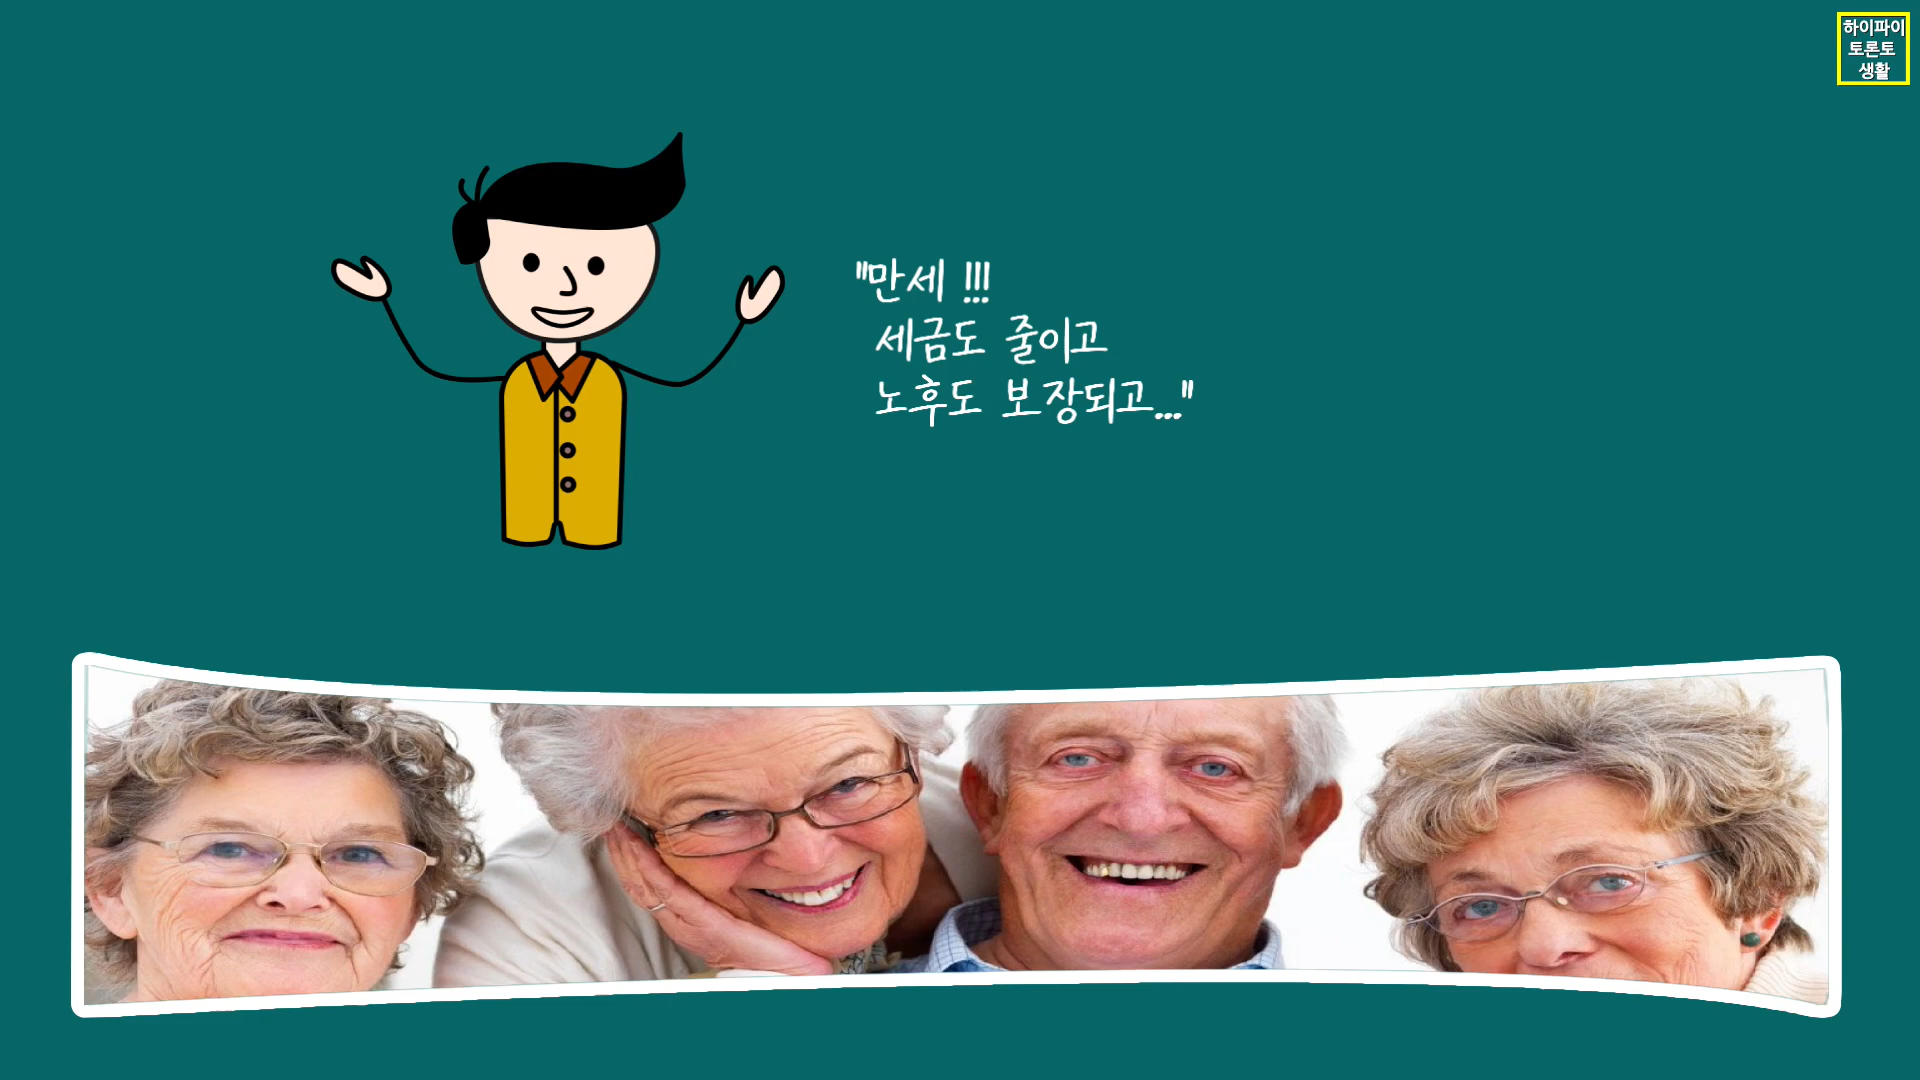 하이파이
토론토
생활
"만세 !!!
세금도 줄이고
노후도 보장되고..."